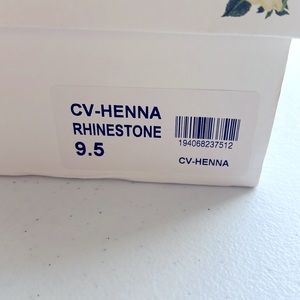 CV-HENNA
RHINESTONE
9.5
194068237512
CV-HENNA